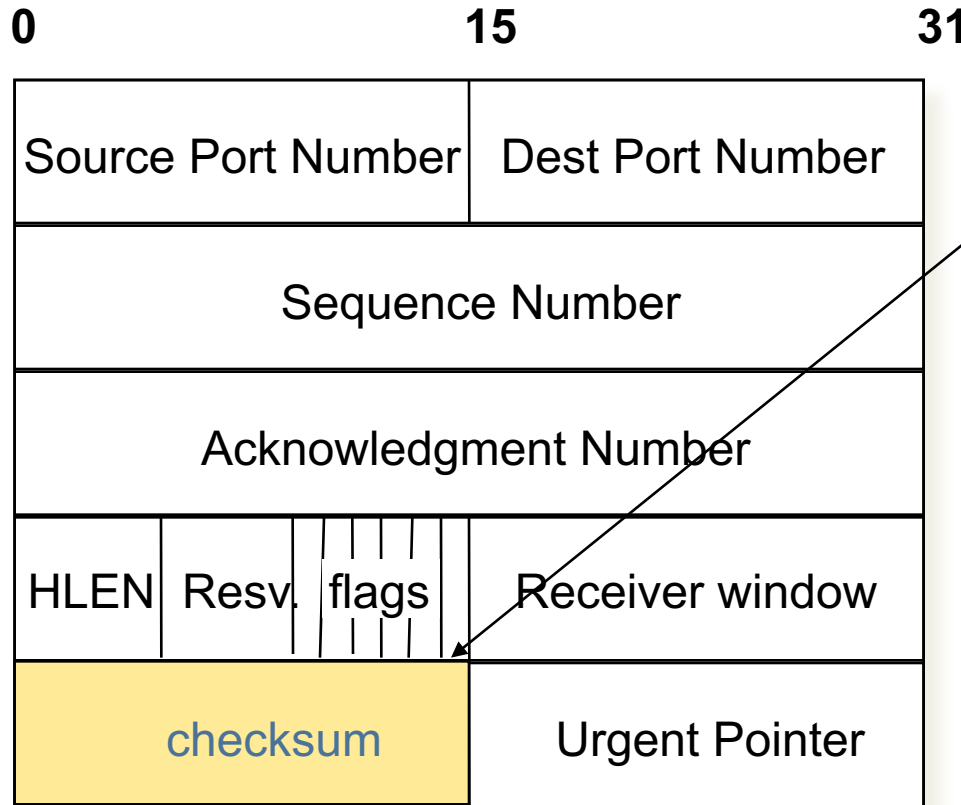 0 15 31
Source Port Number Dest Port Number
Sequence Number
Acknowledgment Number
HLEN Resv. flags Receiver window
checksum Urgent Pointer